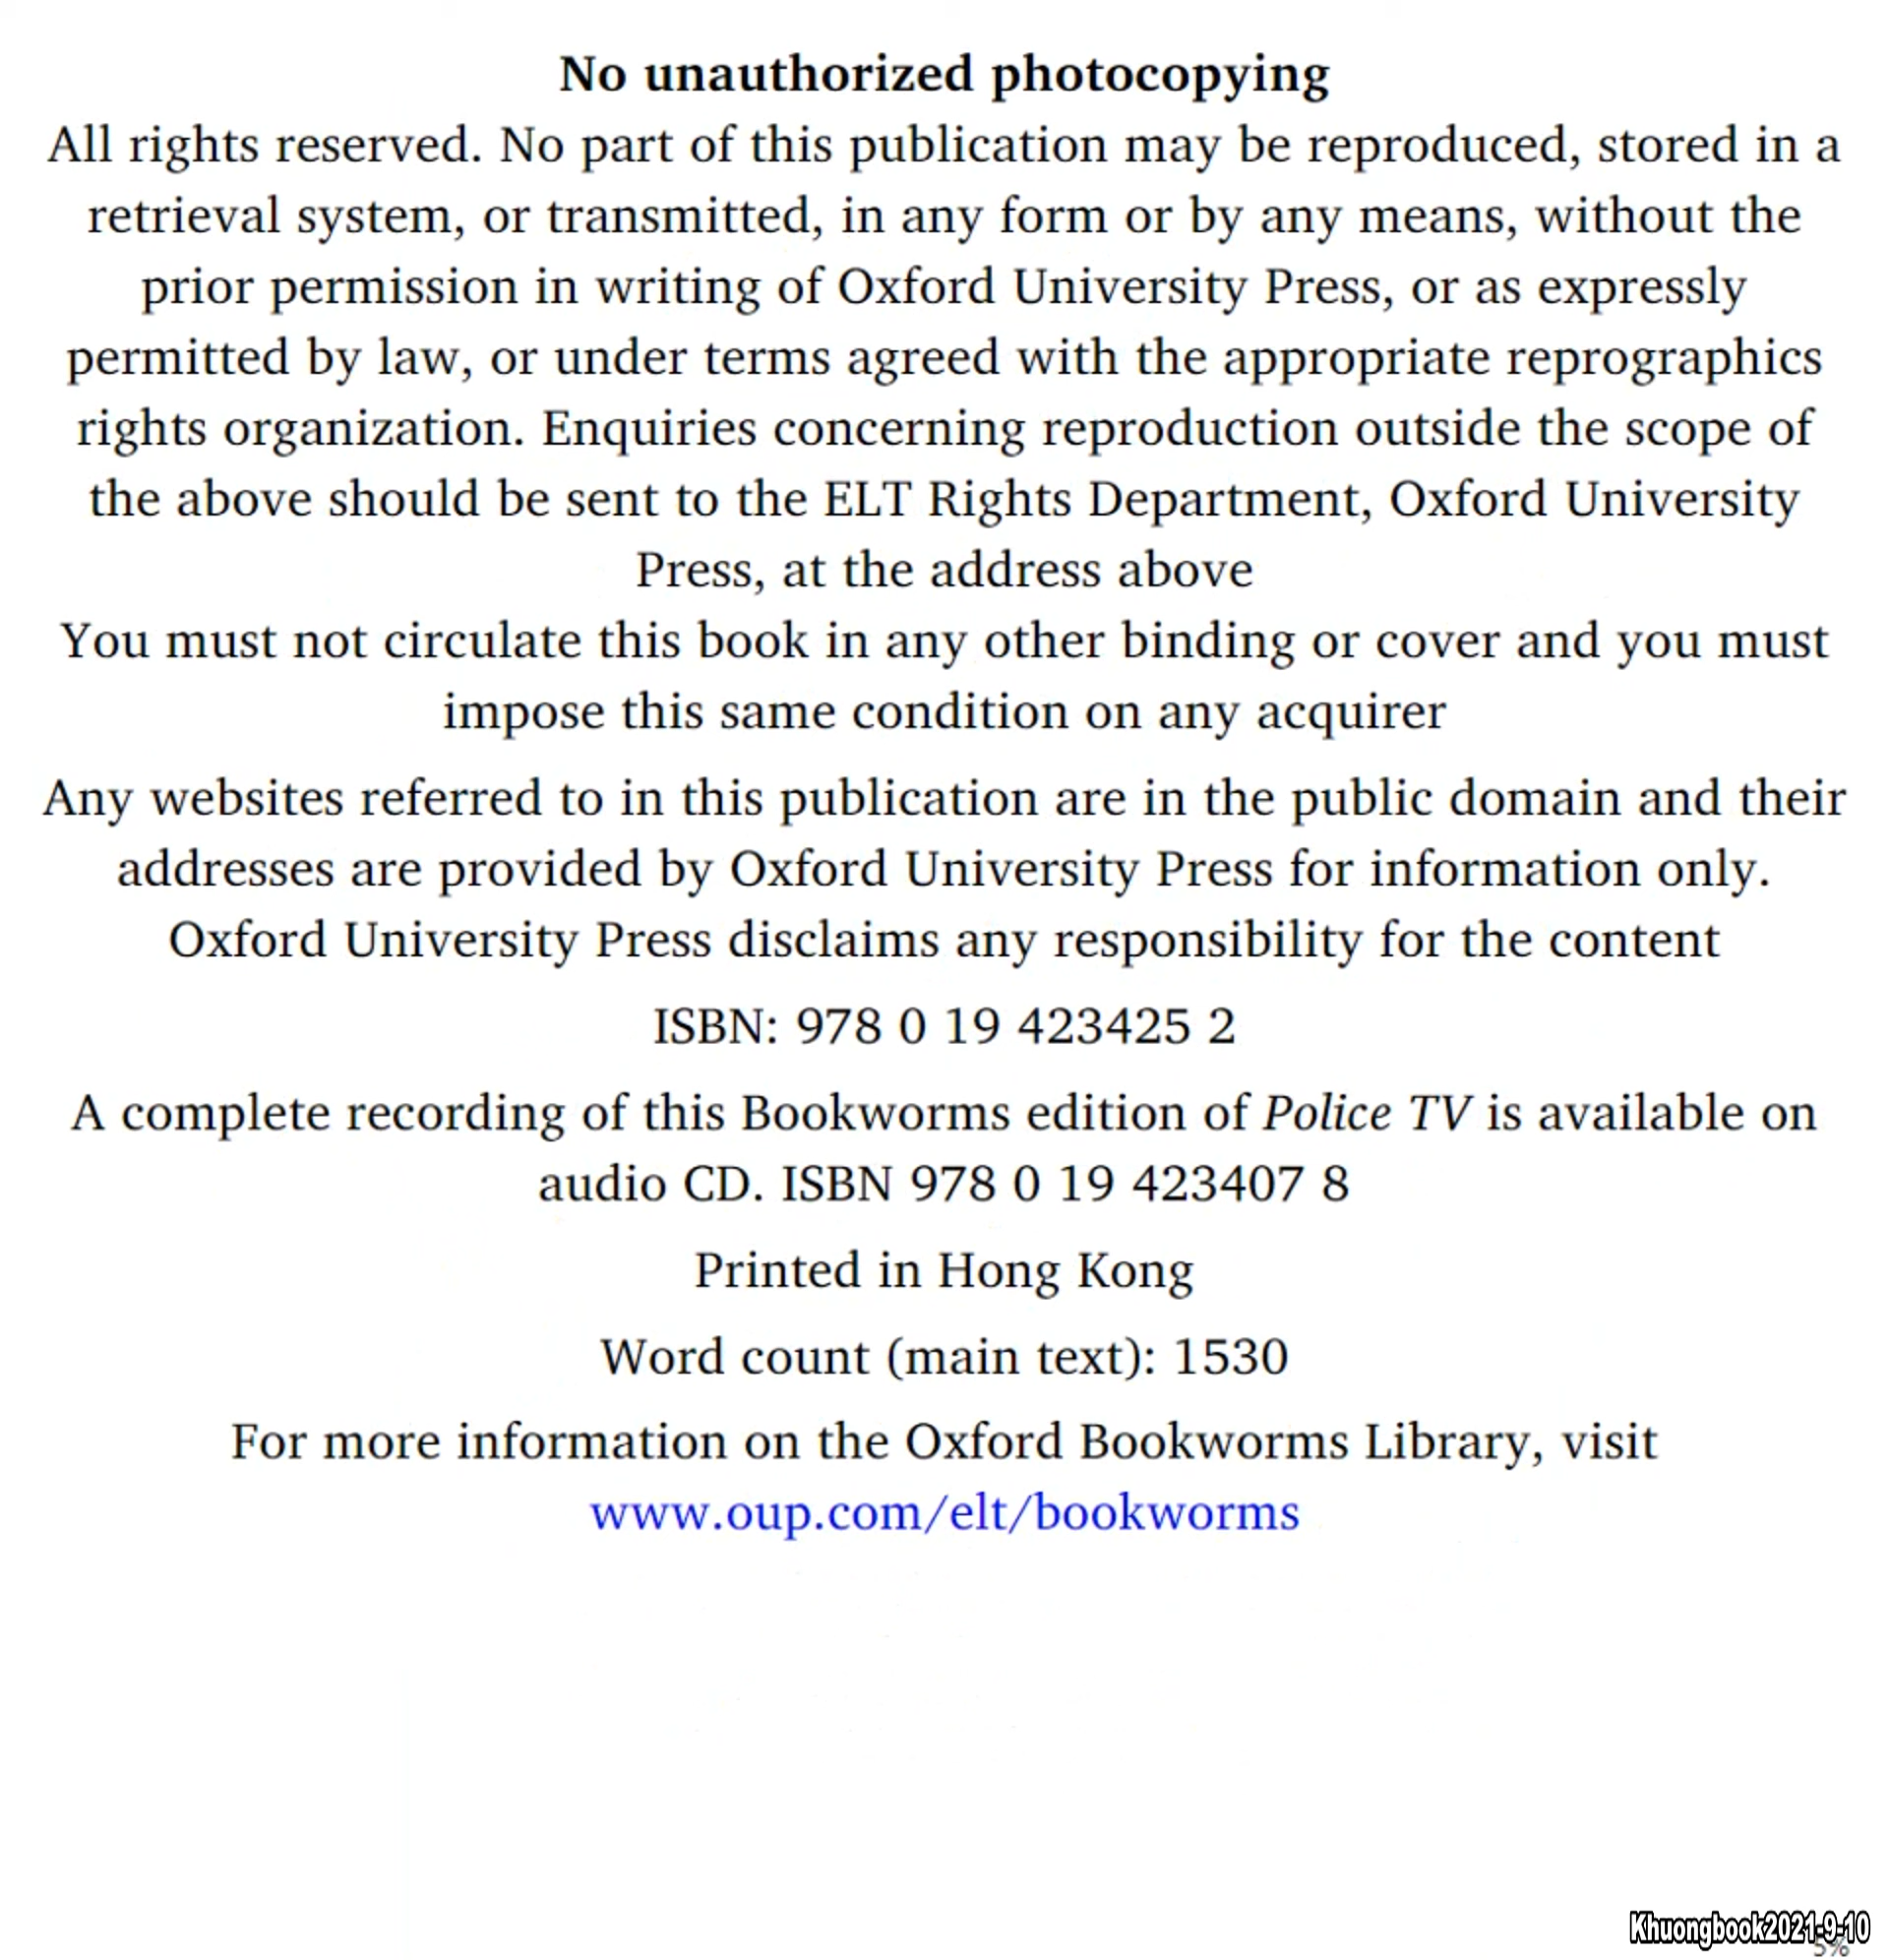 No unauthorized photocopying
All rights reserved. No part of this publication may be reproduced, stored in a
retrieval system, or transmitted, in any form or by any means, without the
prior permission in writing of Oxford University Press, or as expressly
permitted by law, or under terms agreed with the appropriate reprographics
rights organization. Enquiries concerning reproduction outside the scope of
the above should be sent to the ELT Rights Department, Oxford University
Press, at the address above
You must not circulate this book in any other binding or cover and you must
impose this same condition on any acquirer
Any websites referred to in this publication are in the public domain and their
addresses are provided by Oxford University Press for information only.
Oxford University Press disclaims any responsibility for the content
ISBN: 978 0 19 423425 2
A complete recording of this Bookworms edition of Police TV is available on
audio CD. ISBN 978 0 19 423407 8
Printed in Hong Kong
Word count (main text): 1530
For more information on the Oxford Bookworms Library, visit
www.oup.com/elt/bookworms
Khuongbook2021-9-10
5%